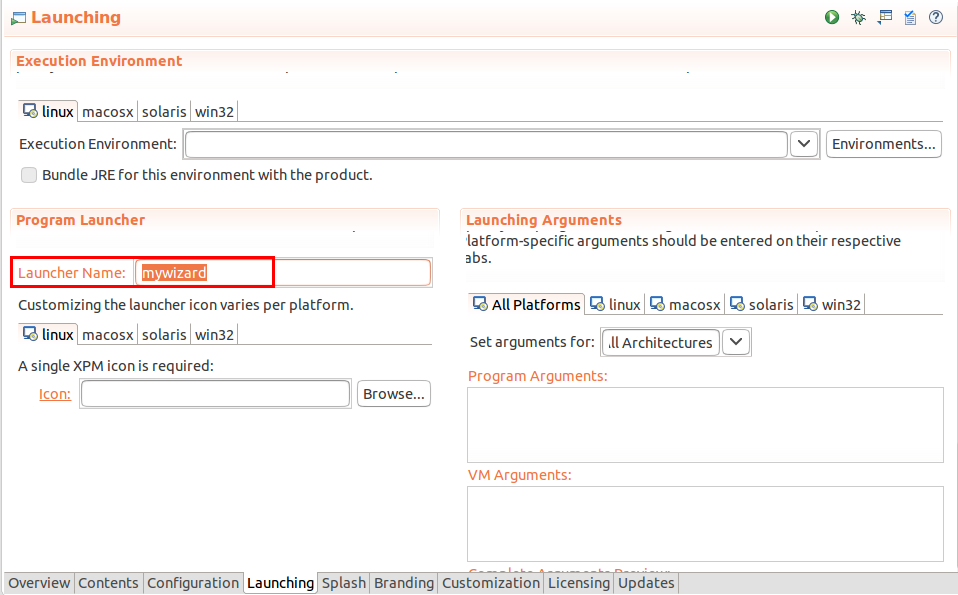 Launching
Execution Environment
linux macosx solaris win32
Execution Environment:
Environments...
Bundle JRE for this environment with the product.
Program Launcher
Launcher Name: mywizard
Customizing the launcher icon varies per platform.
linux macosx solaris win32
A single XPM icon is required:
Icon:
Browse...
Launching Arguments
latform-specific arguments should be entered on their respective
abs.
All Platforms linux macosx solaris win32
Set arguments for: ll Architectures
Program Arguments:
VM Arguments:
Complete Arguments Preview:
Overview Contents Configuration Launching Splash Branding Customization Licensing Updates